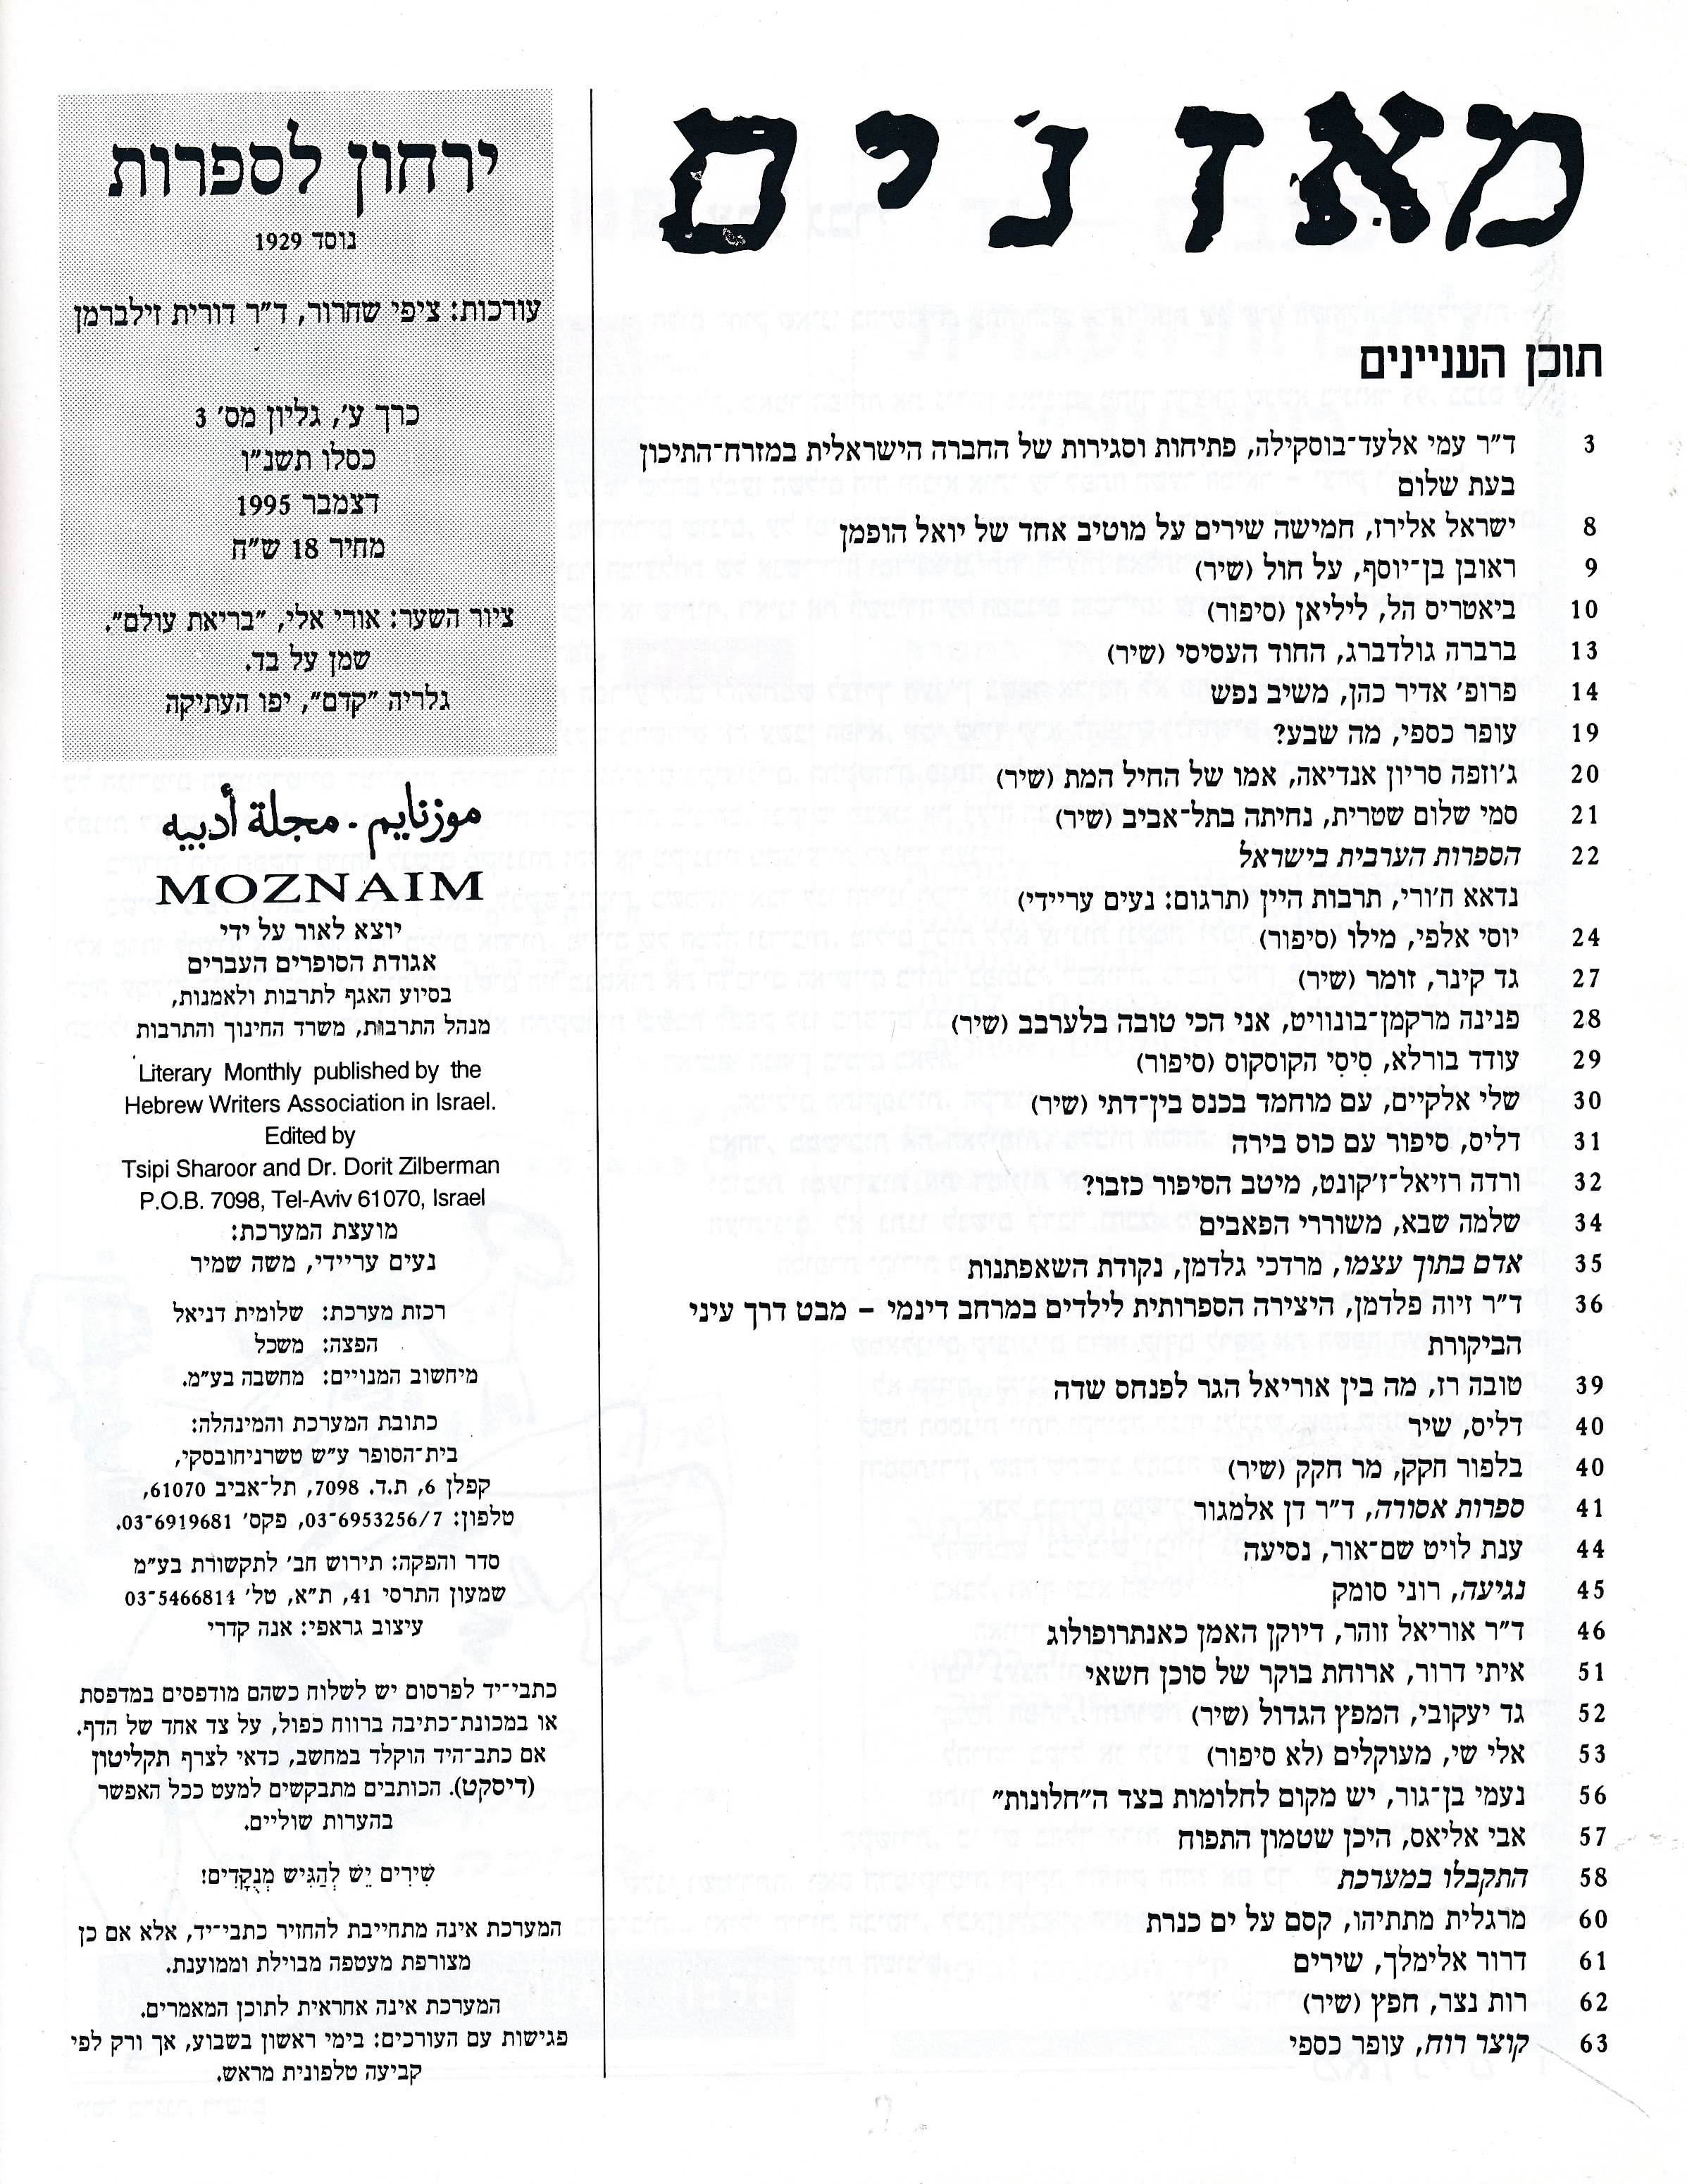 מאזנים
תוכן העניינים
3 ד״ר עמי אלעד־בוסקילה, פתיחות וסגירות של החברה הישראלית במזרח־התיכון
בעת שלום
8 ישראל אלירז, חמישה שירים על מוטיב אחד של יואל הופמן
9 ראובן בן־יוסף, על חול (שיר)
10 ביאטריס הל, ליליאן (סיפור)
13 ברברה גולדברג, החוד העסיסי (שיר)
14 פרופ׳ אדיר כהן, משיב נפש
19 עופר כספי, מה שבע?
20 ג׳וזפה סריון אנדיאה, אמו של החיל המת (שיר)
21 סמי שלום שטרית, נחיתה בתל־אביב (שיר)
22 הספרות הערבית בישראל
נדאא ח׳ורי, תרבות היין (תרגום: נעים עריידי)
24 יוסי אלפי, מילו (סיפור)
27 גד קינר, זומר (שיר)
28 פנינה מרקמן־בונוויט, אני הכי טובה בלערבב (שיר)
29 עודד בורלא, סִיסִי הקוסקוס (סיפור)
30 שלי אלקיים, עם מוחמד בכנס בין־דתי (שיר)
31 דליס, סיפור עם כוס בירה
32 ורדה רזיאל־ז׳קונט, מיטב הסיפור כזבו?
34 שלמה שבא, משוררי הפאבים
35 אדם בתוך עצמו, מרדכי גלדמן, נקודת השאפתנות
36 ד״ר זיוה פלדמן, היצירה הספרותית לילדים במרחב דינמי – מבט דרך עיני
הביקורת
39 טובה רז, מה בין אוריאל הגר לפנחס שדה
40 דליס, שיר
40 בלפור חקק, מר חקק (שיר)
41 ספרות אסורה, ד״ר דן אלמגור
44 ענת לויט שם־אור, נסיעה
45 נגיעה, רוני סומק
46 ד״ר אוריאל זוהר, דיוקן האמן כאנתרופולוג
51 איתי דרור, ארוחת בוקר של סוכן חשאי
52 גד יעקובי, המפץ הגדול (שיר)
53 אלי שי, מעוקלים (לא סיפור)
56 נעמי בן־גור, יש מקום לחלומות בצד ה״חלונות״
57 אבי אליאס, היכן שטמון התפוח
58 התקבלו במערכת
60 מרגלית מתתיהו, קסם על ים כנרת
61 דרור אלימלך, שירים
62 רות נצר, חפץ (שיר)
63 קוצר רוח, עופר כספי
ירחון לספרות
נוסד 1929
עורכות: ציפי שחרור, ד״ר דורית זילברמן
כרך ע׳, גליון מס׳ 3
כסלו תשנ״ו
דצמבר 1995
מחיר 18 ש״ח
ציור השער: אורי אלי, ״בריאת עולם״.
שמן על בד.
גלריה ״קדם״, יפו העתיקה
موزنايم - مجلة أدبيه
MOZNAIM
יוצא לאור על ידי
אגודת הסופרים העברים
בסיוע האגף לתרבות ולאמנות,
מנהל התרבות, משרד החינוך והתרבות
Literary Monthly published by the
Hebrew Writers Association in Israel.
Edited by
Tsipi Sharoor and Dr. Dorit Zilberman
P.O.B. 7098, Tel-Aviv 61070, Israel
מועצת המערכת:
נעים עריידי, משה שמיר
רכזת מערכת: שלומית דניאל
הפצה: משכל
מיחשוב המנויים: מחשבה בע״מ.
כתובת המערכת והמינהלה:
בית־הסופר ע״ש טשרניחובסקי,
קפלן 6, ת.ד. 7098, תל־אביב 61070,
טלפון: 03-6953256/7, פקס׳ 03-6919681.
סדר והפקה: תירוש חב׳ לתקשורת בע״מ
שמעון התרסי 41, ת״א, טל׳ 03-5466814
עיצוב גראפי: אנה קדרי
כתבי־יד לפרסום יש לשלוח כשהם מודפסים במדפסת
או במכונת־כתיבה ברווח כפול, על צד אחד של הדף.
אם כתב־היד הוקלד במחשב, כדאי לצרף תקליטון
(דיסקט). הכותבים מתבקשים למעט ככל האפשר
בהערות שוליים.
שִׁירִים יֵשׁ לְהַגִּישׁ מְנֻקָּדִים!
המערכת אינה מתחייבת להחזיר כתבי־יד, אלא אם כן
מצורפת מעטפה מבוילת וממוענת.
המערכת אינה אחראית לתוכן המאמרים.
פגישות עם העורכים: בימי ראשון בשבוע, אך ורק לפי
קביעה טלפונית מראש.